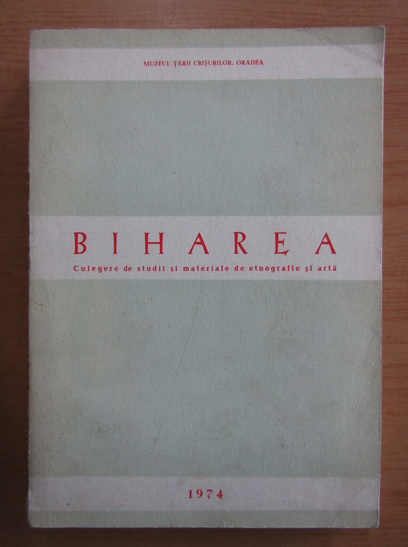 MUZEUL ȚĂRII CRIȘURILOR, ORADEA
BIHAREA
Culegere de studii și materiale de etnografie și artă
1974